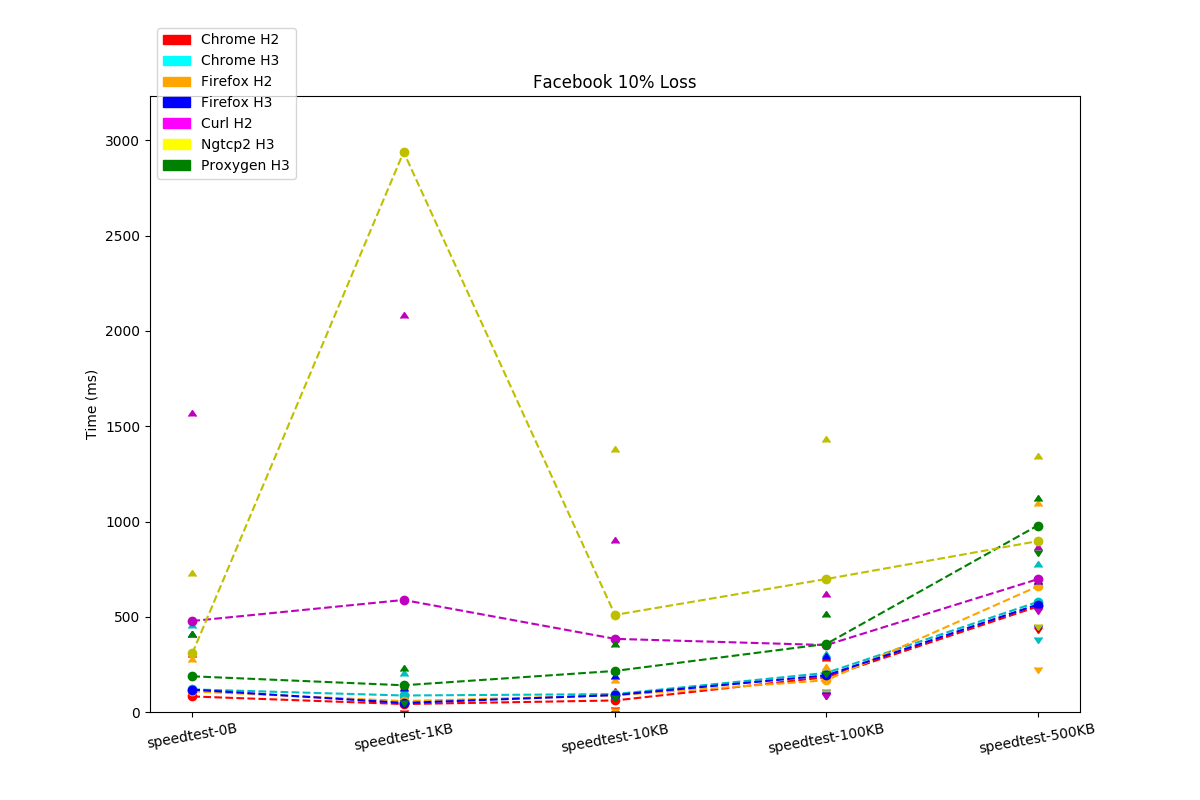 Chrome H2
Chrome H3
Firefox H2
Firefox H3
Curl H2
Ngtcp2 H3
Proxygen H3
Facebook 10% Loss
Time (ms)
3000
2500
2000
1500
1000
500
0
speedtest-0B
speedtest-1KB
speedtest-10KB
speedtest-100KB
speedtest-500KB